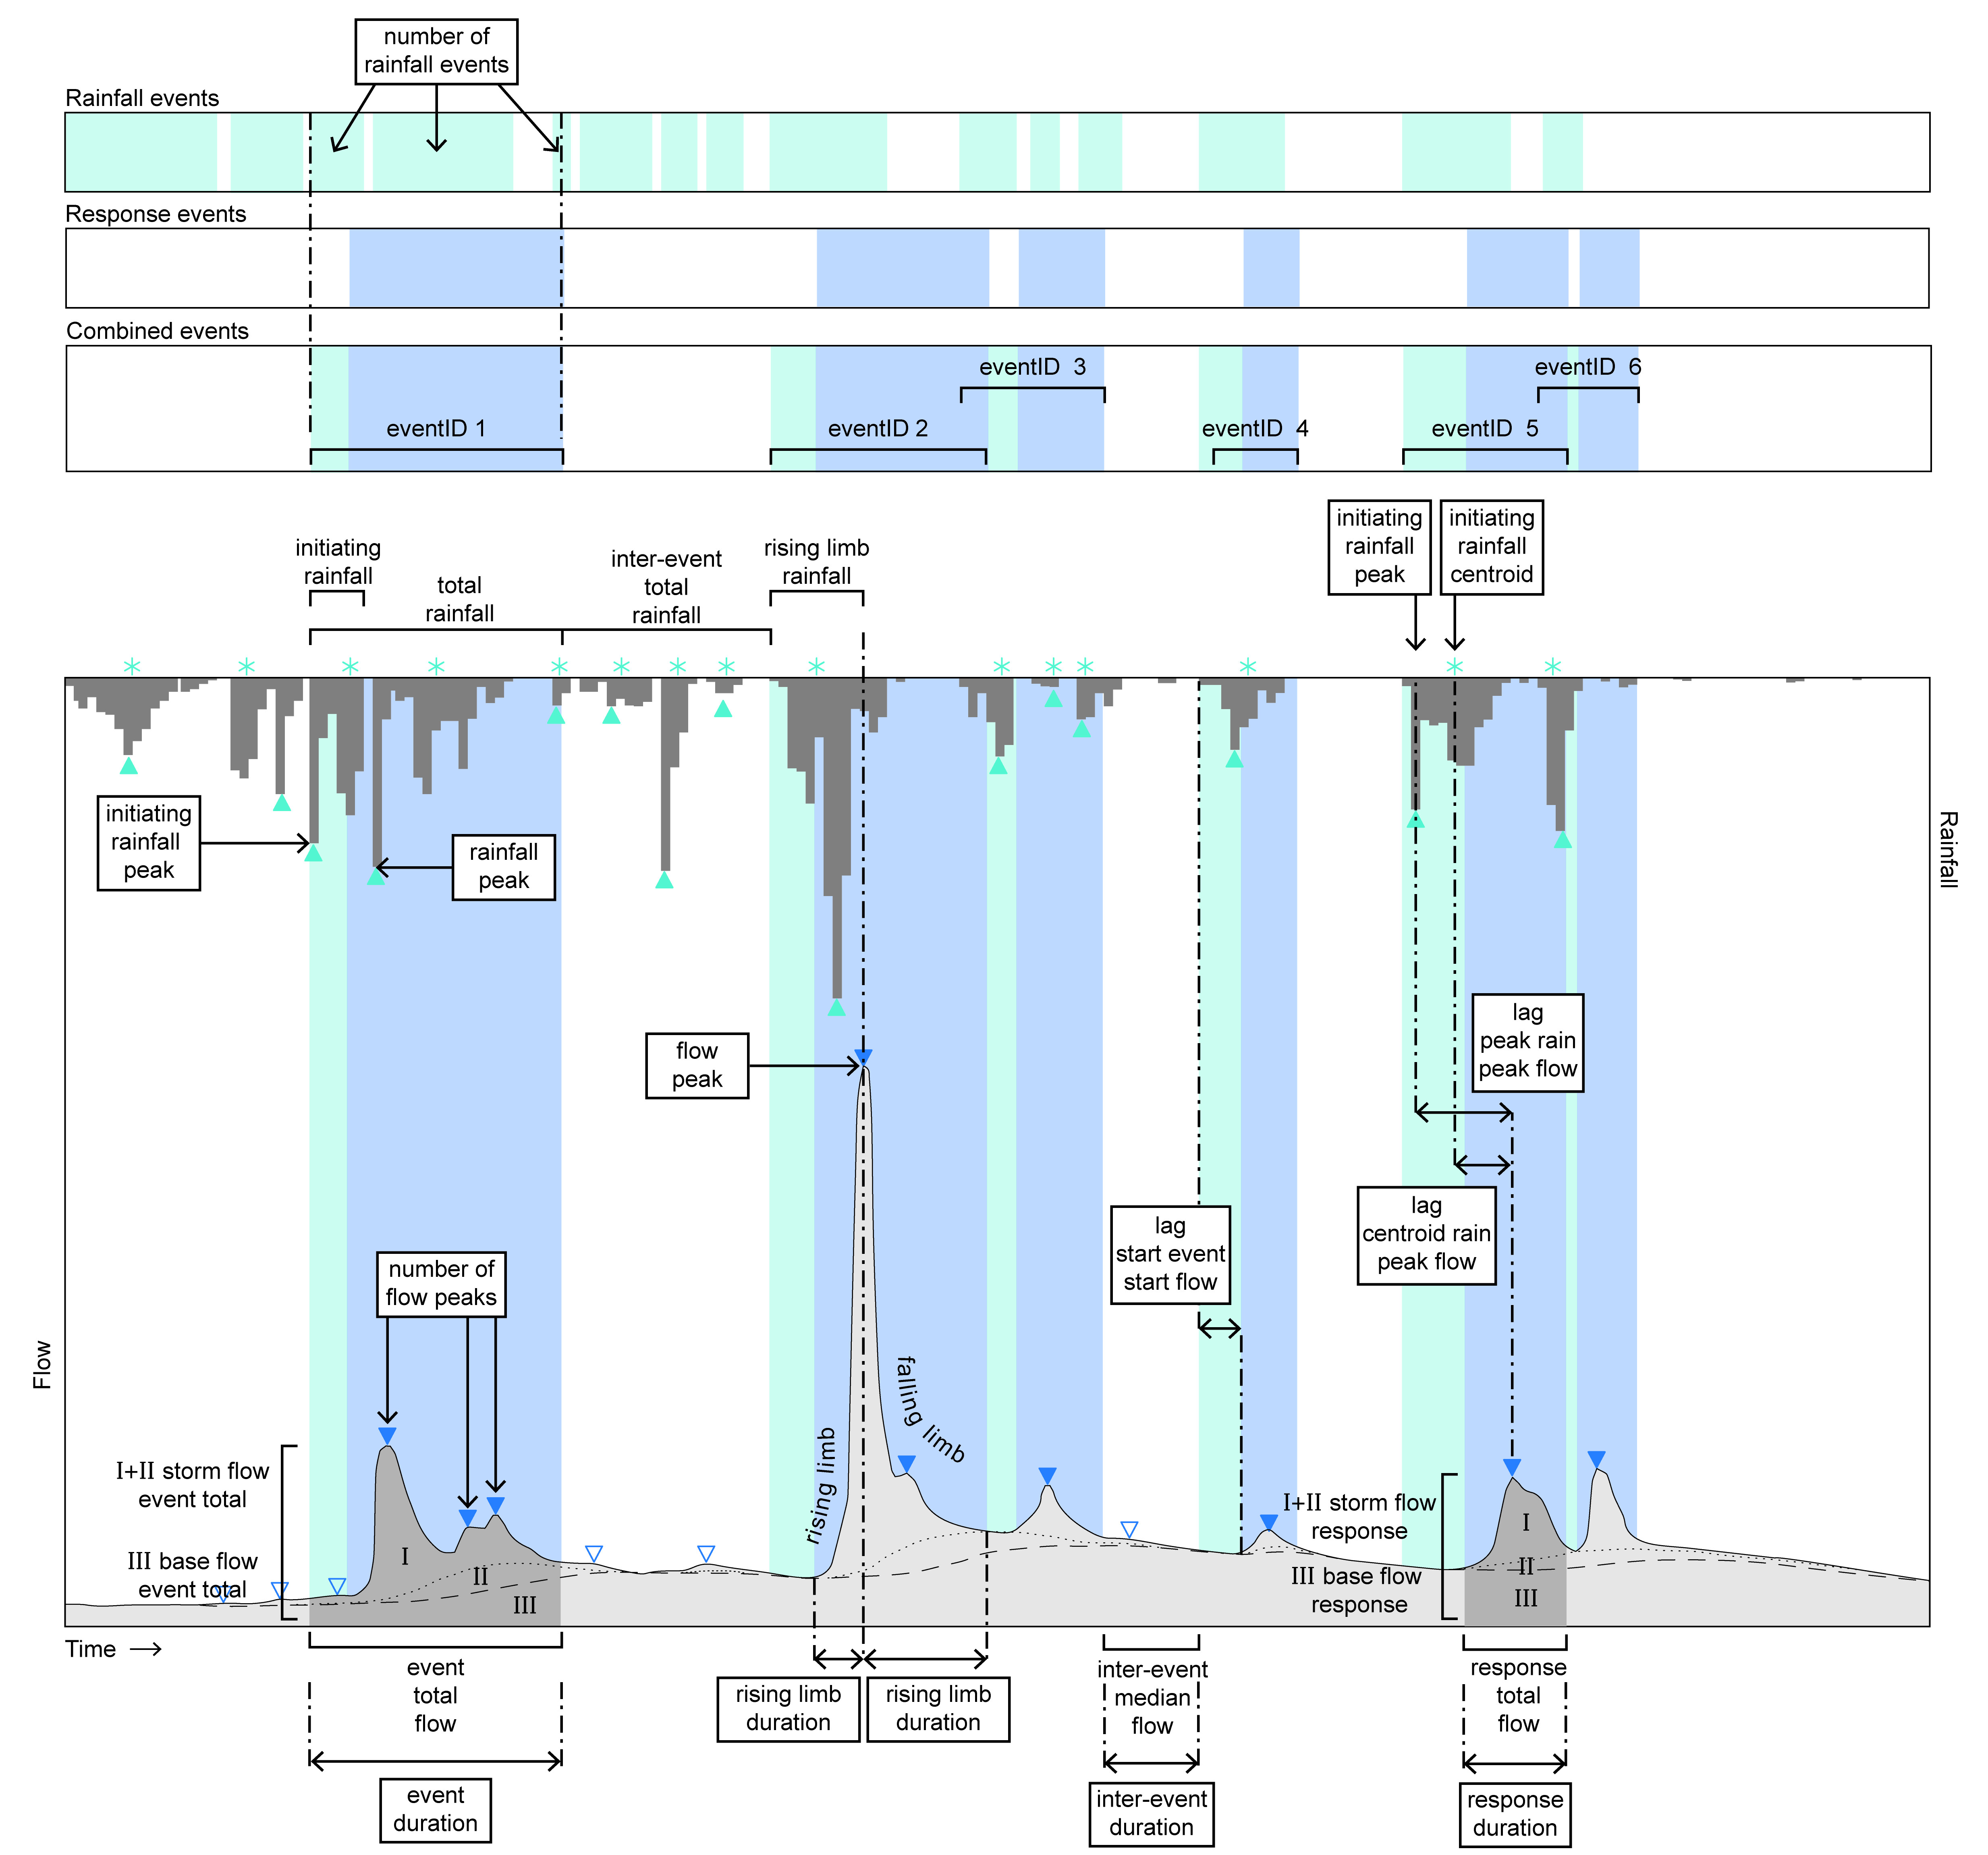 number of
rainfall events
Rainfall events
Response events
Combined events
eventID 3
eventID 6
eventID 1
eventID 2
eventID 4
eventID 5
initiating
rainfall
peak
initiating
rainfall
centroid
initiating
rainfall
total
rainfall
inter-event
total
rainfall
rising limb
rainfall
initiating
rainfall
peak
rainfall
peak
Rainfall
flow
peak
lag
peak rain
peak flow
lag
centroid rain
peak flow
lag
start event
start flow
number of
flow peaks
Flow
rising limb
falling limb
I+II storm flow
event total
III base flow
event total
I
II
III
I+II storm flow
response
III base flow
response
I
II
III
Time
event
total
flow
event
duration
rising limb
duration
rising limb
duration
inter-event
median
flow
inter-event
duration
response
total
flow
response
duration